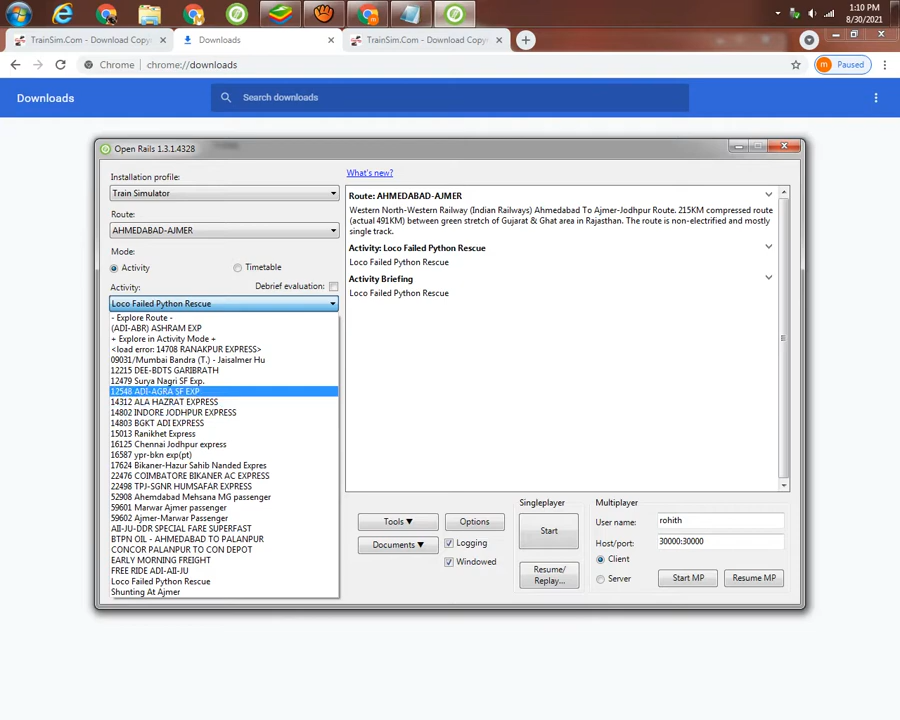 1:10 PM
8/30/2021
TrainSim.Com - Download Copy
Downloads
TrainSim.Com - Download Copy
Chrome
chrome://downloads
m Paused
Downloads
Search downloads
Open Rails 1.3.1.4328
Installation profile:
Train Simulator
Route:
AHMEDABAD-AJMER
Mode:
Activity
Timetable
Activity:
Debrief evaluation:
Loco Failed Python Rescue
- Explore Route -
(ADI-ABR) ASHRAM EXP
+ Explore in Activity Mode +
<load error: 14708 RANAKPUR EXPRESS>
09031/Mumbai Bandra (T.) - Jaisalmer Hu
12215 DEE-BDTS GARIBRATH
12479 Surya Nagri SF Exp.
12548 ADI-AGRA SF EXP
14312 ALA HAZRAT EXPRESS
14802 INDORE JODHPUR EXPRESS
14803 BGKT ADI EXPRESS
15013 Ranikhet Express
16125 Chennai Jodhpur express
16587 ypr-bkn exp(pt)
17624 Bikaner-Hazur Sahib Nanded Expres
22476 COIMBATORE BIKANER AC EXPRESS
22498 TPJ-SGNR HUMSAFAR EXPRESS
52908 Ahemdabad Mehsana MG passenger
59601 Marwar Ajmer passenger
59602 Ajmer-Marwar Passenger
AII-JU-DDR SPECIAL FARE SUPERFAST
BTPN OIL - AHMEDABAD TO PALANPUR
CONCOR PALANPUR TO CON DEPOT
EARLY MORNING FREIGHT
FREE RIDE ADI-AII-JU
Loco Failed Python Rescue
Shunting At Ajmer
What's new?
Route: AHMEDABAD-AJMER
Western North-Western Railway (Indian Railways) Ahmedabad To Ajmer-Jodhpur Route. 215KM compressed route
(actual 491KM) between green stretch of Gujarat & Ghat area in Rajasthan. The route is non-electrified and mostly
single track.
Activity: Loco Failed Python Rescue
Loco Failed Python Rescue
Activity Briefing
Loco Failed Python Rescue
Tools
Options
Documents
Logging
Windowed
Singleplayer
Start
Resume/
Replay...
Multiplayer
User name:
rohith
Host/port:
30000:30000
Client
Server
Start MP
Resume MP